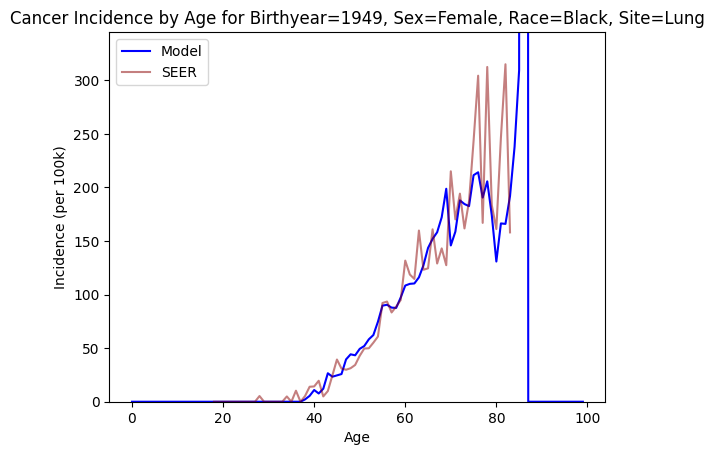 Cancer Incidence by Age for Birthyear=1949, Sex=Female, Race=Black, Site=Lung
Model
SEER
Incidence (per 100k)
300
250
200
150
100
50
0
0 20 40 60 80 100
Age